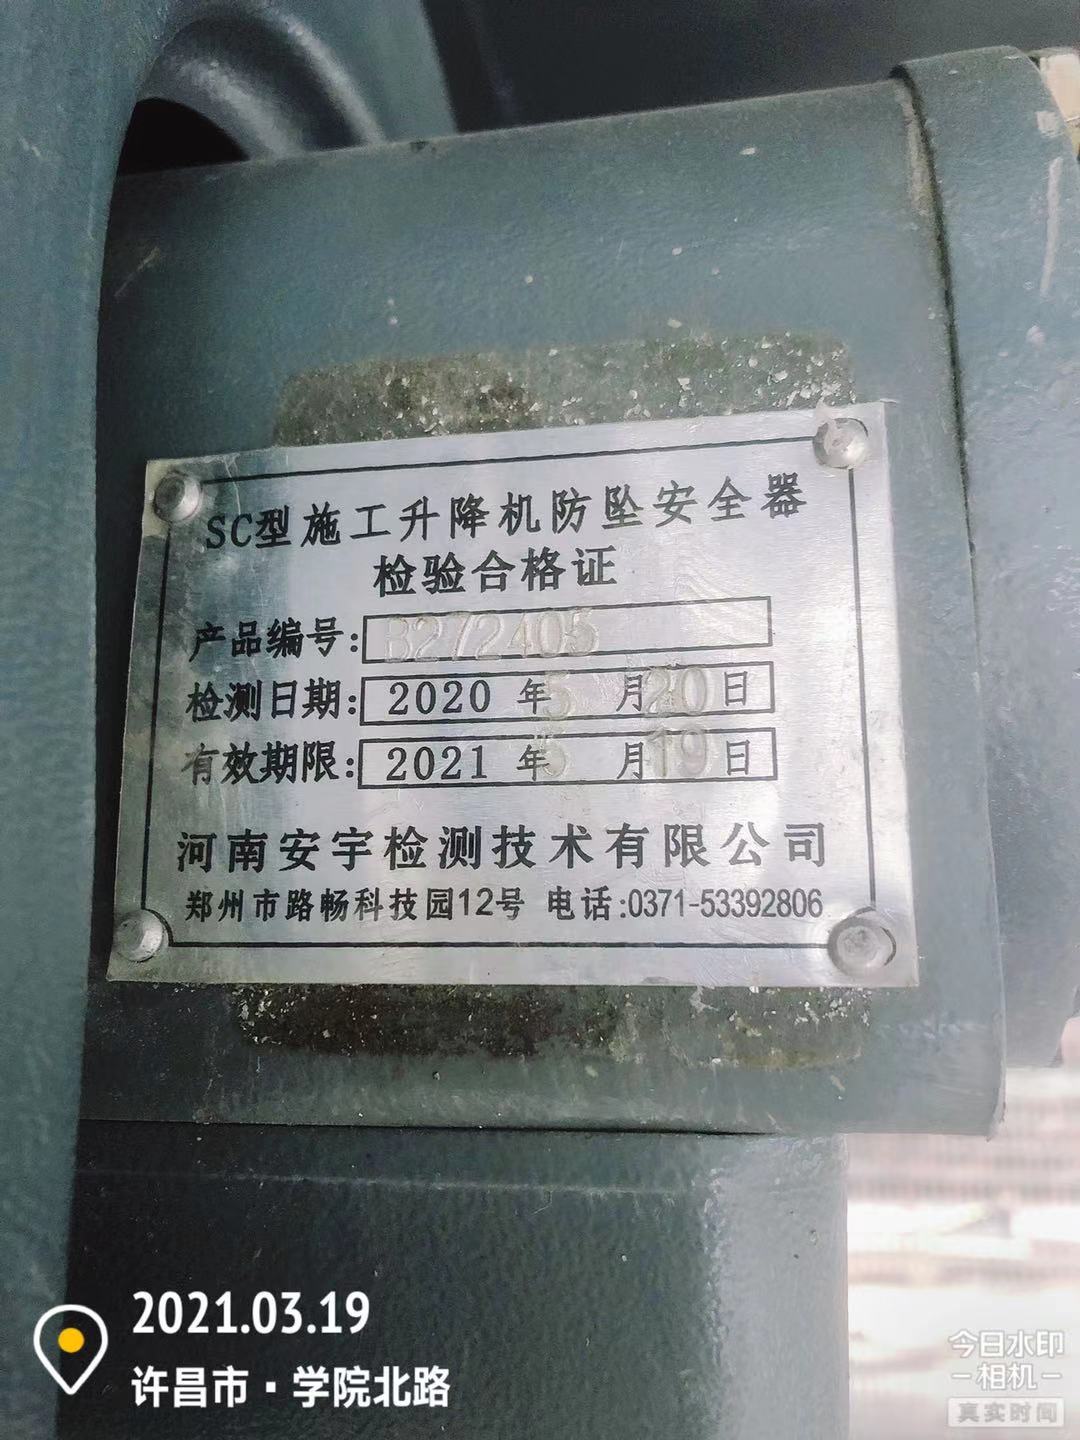 SC型施工升降机防坠安全器
检验合格证
产品编号: B272405
检测日期: 2020 年 5 月 20 日
有效期限: 2021 年 5 月 19 日
河南安宇检测技术有限公司
郑州市路畅科技园12号 电话:0371-53392806
2021.03.19
许昌市·学院北路
今日水印
相机
真实时间